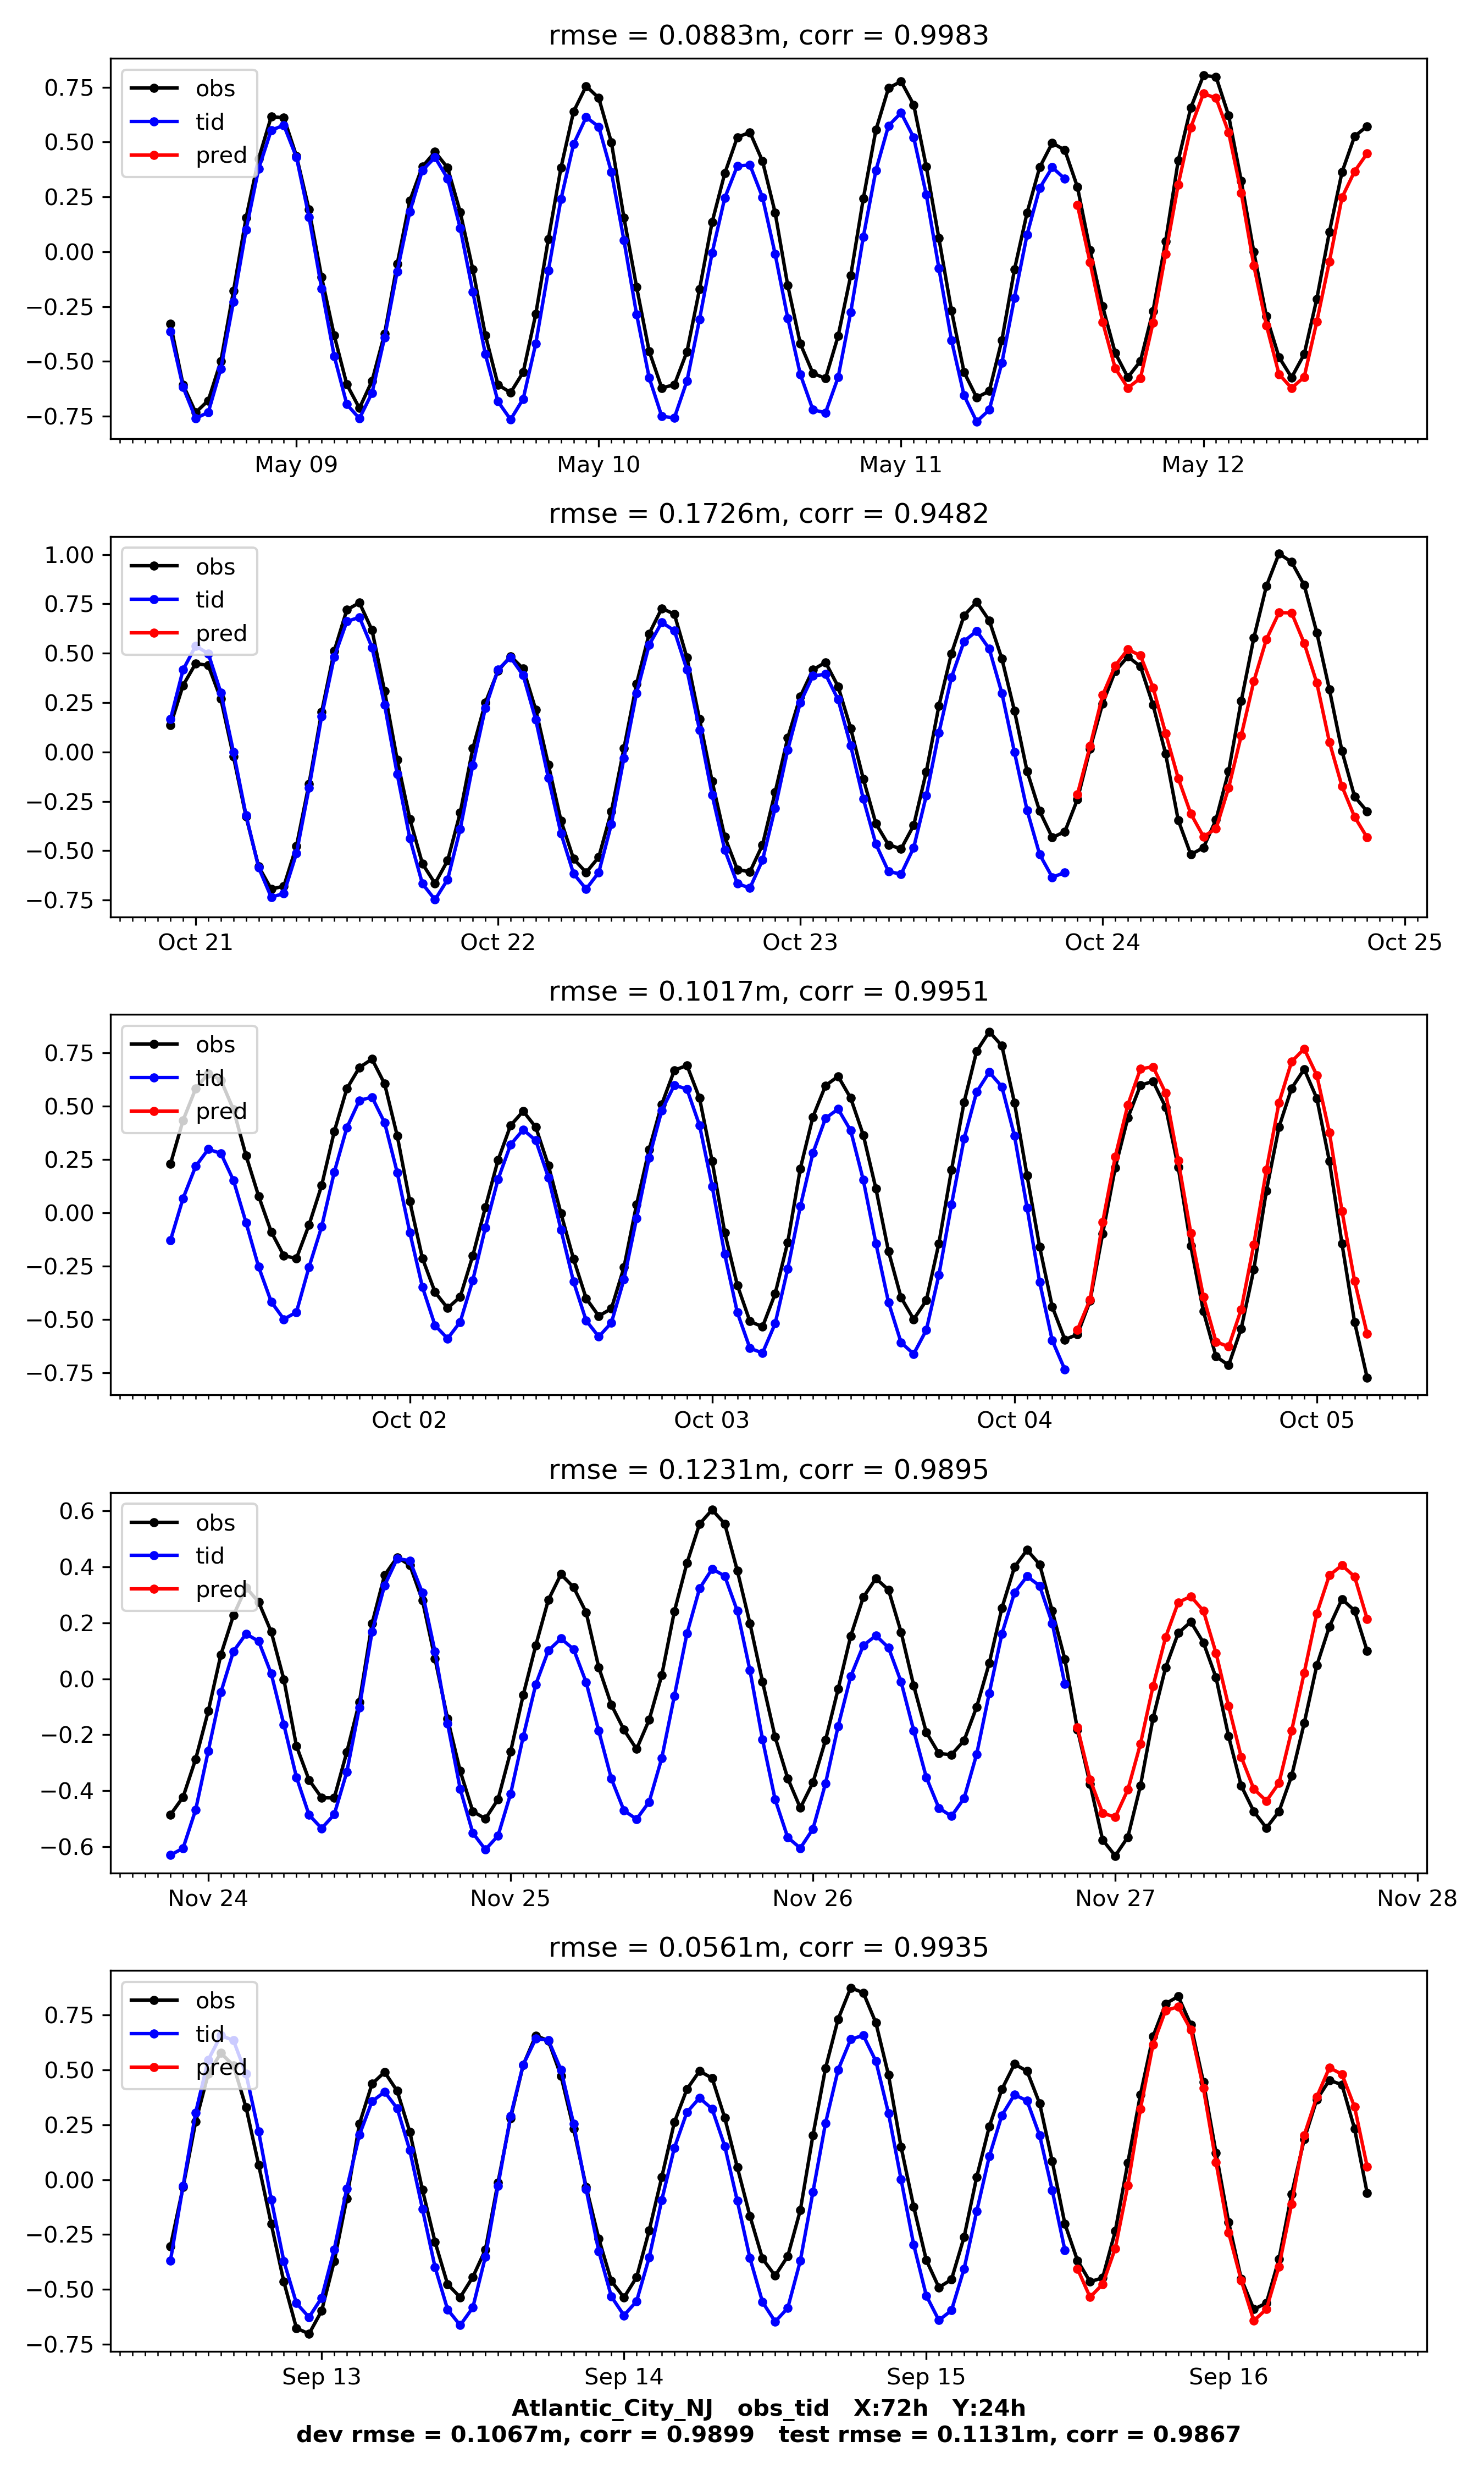 rmse = 0.0883m, corr = 0.9983
obs
tid
pred
0.75
0.50
0.25
0.00
−0.25
−0.50
−0.75
May 09 May 10 May 11 May 12
rmse = 0.1726m, corr = 0.9482
obs
tid
pred
1.00
0.75
0.50
0.25
0.00
−0.25
−0.50
−0.75
Oct 21 Oct 22 Oct 23 Oct 24 Oct 25
rmse = 0.1017m, corr = 0.9951
obs
tid
pred
0.75
0.50
0.25
0.00
−0.25
−0.50
−0.75
Oct 02 Oct 03 Oct 04 Oct 05
rmse = 0.1231m, corr = 0.9895
obs
tid
pred
0.6
0.4
0.2
0.0
−0.2
−0.4
−0.6
Nov 24 Nov 25 Nov 26 Nov 27 Nov 28
rmse = 0.0561m, corr = 0.9935
obs
tid
pred
0.75
0.50
0.25
0.00
−0.25
−0.50
−0.75
Sep 13 Sep 14 Sep 15 Sep 16
Atlantic_City_NJ obs_tid X:72h Y:24h
dev rmse = 0.1067m, corr = 0.9899 test rmse = 0.1131m, corr = 0.9867